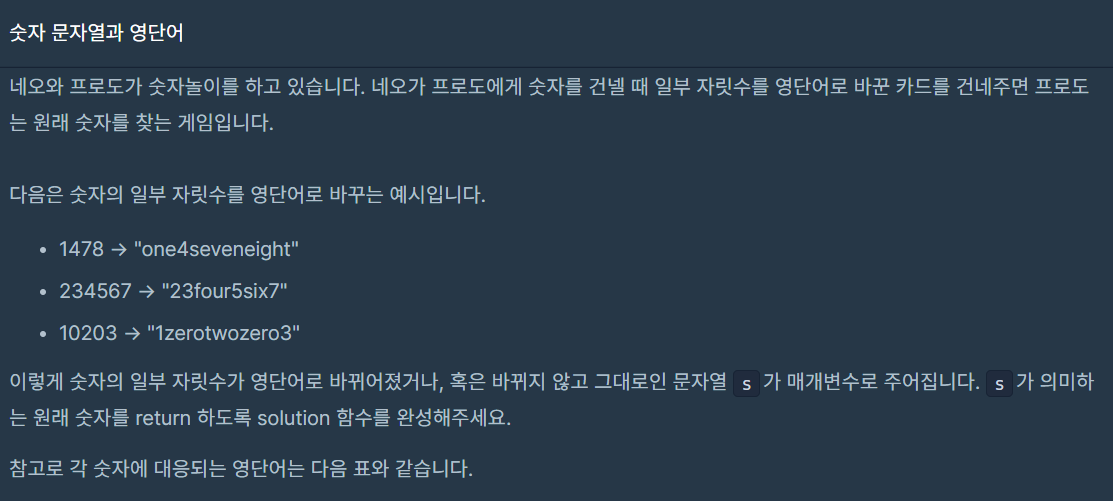 숫자 문자열과 영단어
네오와 프로도가 숫자놀이를 하고 있습니다. 네오가 프로도에게 숫자를 건넬 때 일부 자릿수를 영단어로 바꾼 카드를 건네주면 프로도
는 원래 숫자를 찾는 게임입니다.
다음은 숫자의 일부 자릿수를 영단어로 바꾸는 예시입니다.
• 1478 → "one4seveneight"
• 234567 → "23four5six7"
• 10203 → "1zerotwozero3"
이렇게 숫자의 일부 자릿수가 영단어로 바뀌어졌거나, 혹은 바뀌지 않고 그대로인 문자열 s가 매개변수로 주어집니다. s가 의미하
는 원래 숫자를 return 하도록 solution 함수를 완성해주세요.
참고로 각 숫자에 대응되는 영단어는 다음 표와 같습니다.